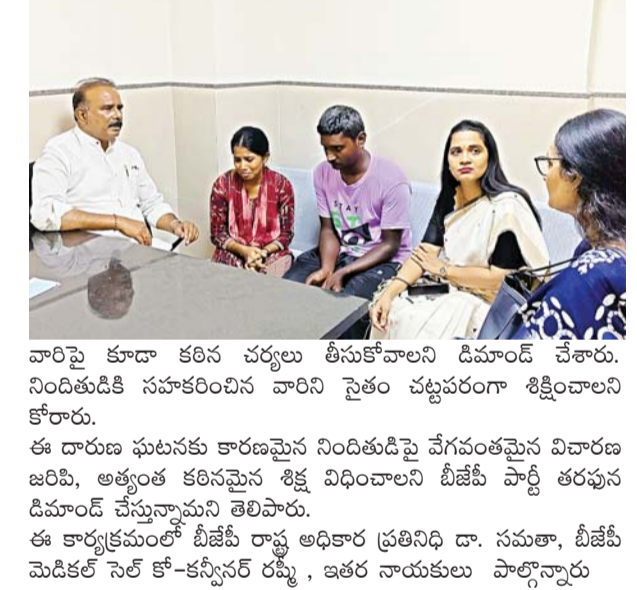 STAY
వారిపై కూడా కఠిన చర్యలు తీసుకోవాలని డిమాండ్ చేశారు.
నిందితుడికి సహకరించిన వారిని సైతం చట్టపరంగా శిక్షించాలని
కోరారు.
ఈ దారుణ ఘటనకు కారణమైన నిందితుడిపై వేగవంతమైన విచారణ
జరిపి, అత్యంత కఠినమైన శిక్ష విధించాలని బీజేపీ పార్టీ తరఫున
డిమాండ్ చేస్తున్నామని తెలిపారు.
ఈ కార్యక్రమంలో బీజేపీ రాష్ట్ర అధికార ప్రతినిధి డా. సమతా, బీజేపీ
మెడికల్ సెల్ కో-కన్వీనర్ రష్మీ , ఇతర నాయకులు పాల్గొన్నారు